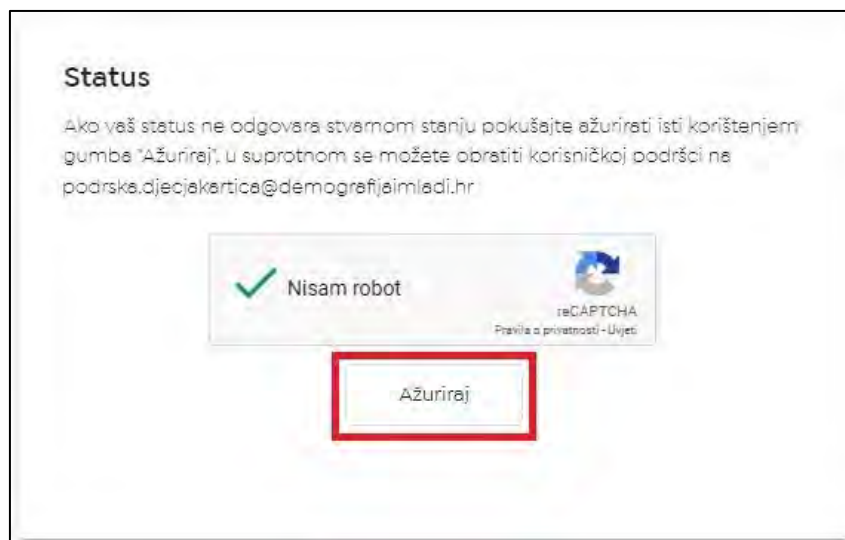 Status
Ako vaš status ne odgovara stvarnom stanju pokušajte ažurirati isti korištenjem
gumba "Ažuriraj", u suprotnom se možete obratiti korisničkoj podršci na
podrska.djecjakartica@demografijaimladi.hr
Nisam robot
reCAPTCHA
Pravila o privatnosti - Uvjeti
Ažuriraj